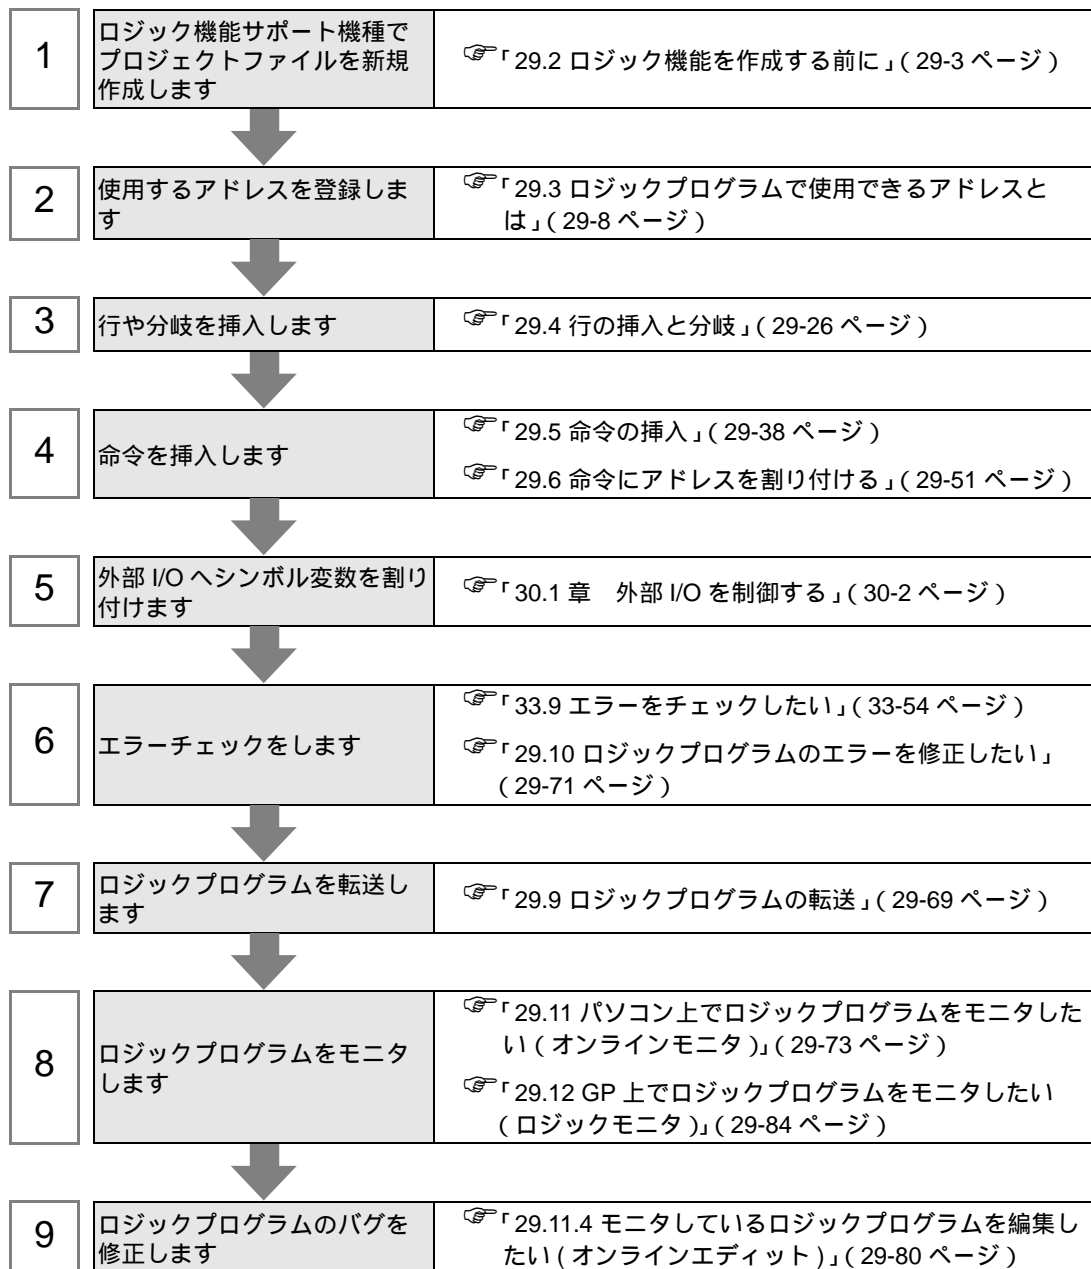 1
ロジック機能サポート機種で
プロジェクトファイルを新規
作成します
☞「29.2 ロジック機能を作成する前に」( 29-3 ページ )
2
使用するアドレスを登録しま
す
☞「29.3 ロジックプログラムで使用できるアドレスと
は」( 29-8 ページ )
3
行や分岐を挿入します
☞「29.4 行の挿入と分岐」( 29-26 ページ )
4
命令を挿入します
☞「29.5 命令の挿入」( 29-38 ページ )
☞「29.6 命令にアドレスを割り付ける」( 29-51 ページ )
5
外部 I/O へシンボル変数を割り
付けます
☞「30.1 章　外部 I/O を制御する」( 30-2 ページ )
6
エラーチェックをします
☞「33.9 エラーをチェックしたい」( 33-54 ページ )
☞「29.10 ロジックプログラムのエラーを修正したい」
( 29-71 ページ )
7
ロジックプログラムを転送し
ます
☞「29.9 ロジックプログラムの転送」( 29-69 ページ )
8
ロジックプログラムをモニタ
します
☞「29.11 パソコン上でロジックプログラムをモニタした
い ( オンラインモニタ )」( 29-73 ページ )
☞「29.12 GP 上でロジックプログラムをモニタしたい
( ロジックモニタ )」( 29-84 ページ )
9
ロジックプログラムのバグを
修正します
☞「29.11.4 モニタしているロジックプログラムを編集し
たい ( オンラインエディット )」( 29-80 ページ )